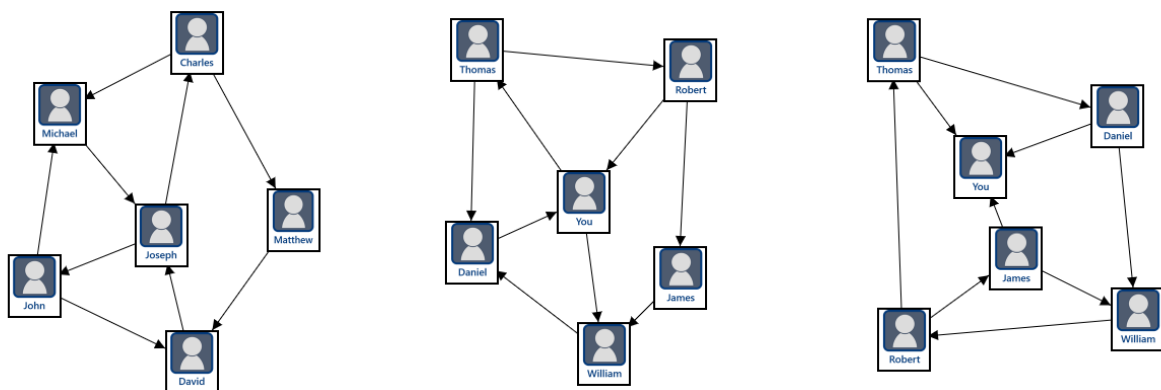 Charles
Michael
Joseph
Matthew
John
David
Thomas
Robert
You
Daniel
James
William
Thomas
Daniel
You
James
Robert
William